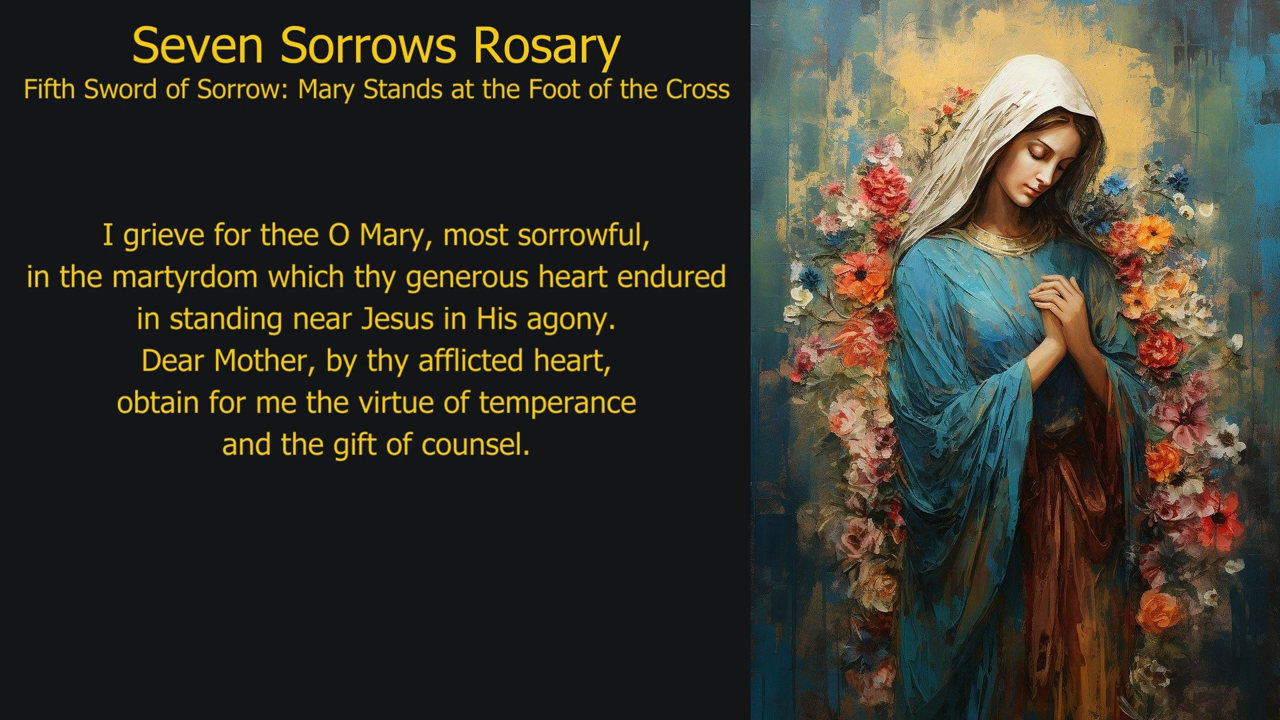 Seven Sorrows Rosary
Fifth Sword of Sorrow: Mary Stands at the Foot of the Cross
I grieve for thee O Mary, most sorrowful,
in the martyrdom which thy generous heart endured
in standing near Jesus in His agony.
Dear Mother, by thy afflicted heart,
obtain for me the virtue of temperance
and the gift of counsel.